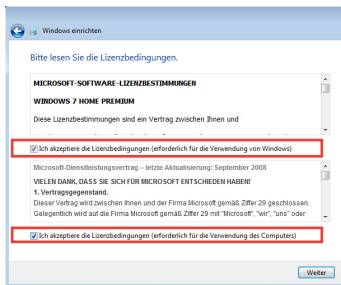 Windows einrichten
Bitte lesen Sie die Lizenzbedingungen.
MICROSOFT-SOFTWARE-LIZENZBESTIMMUNGEN
WINDOWS 7 HOME PREMIUM
Diese Lizenzbestimmungen sind ein Vertrag zwischen Ihnen und
Ich akzeptiere die Lizenzbedingungen (erforderlich für die Verwendung von Windows)
Microsoft-Dienstleistungsvertrag – letzte Aktualisierung: September 2008
VIELEN DANK, DASS SIE SICH FÜR MICROSOFT ENTSCHIEDEN HABEN!
1. Vertragsgegenstand.
Dieser Vertrag wird zwischen Ihnen und der Firma Microsoft gemäß Ziffer 29 geschlossen.
Gelegentlich wird auf die Firma Microsoft gemäß Ziffer 29 mit "Microsoft", "wir", "uns" oder
Ich akzeptiere die Lizenzbedingungen (erforderlich für die Verwendung des Computers)
Weiter